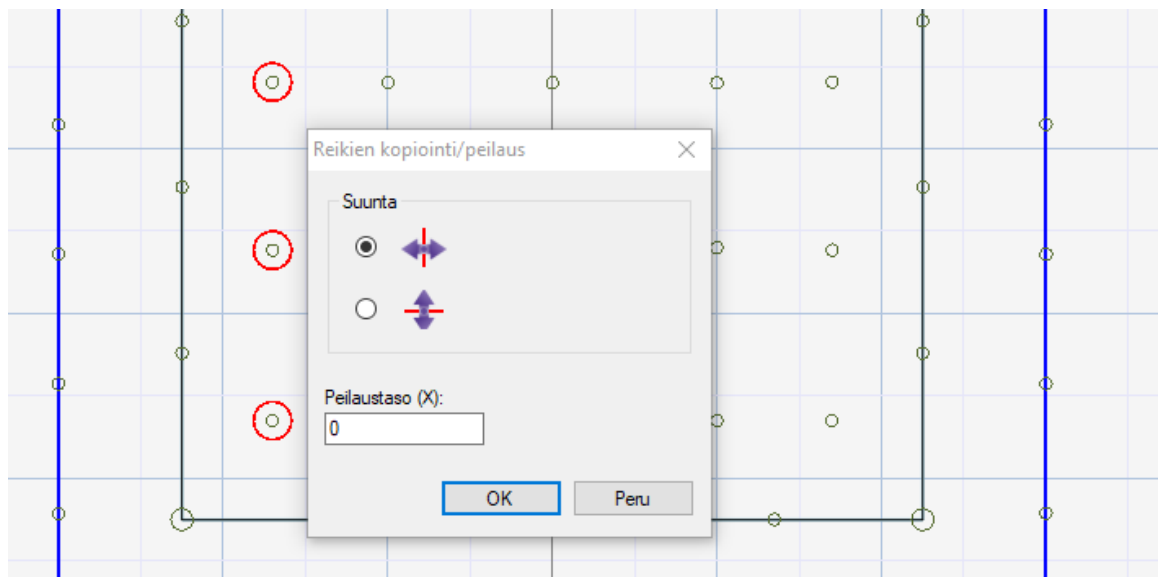 Reikien kopiointi/peilaus
Suunta
Peilaustaso (X):
0
OK
Peru